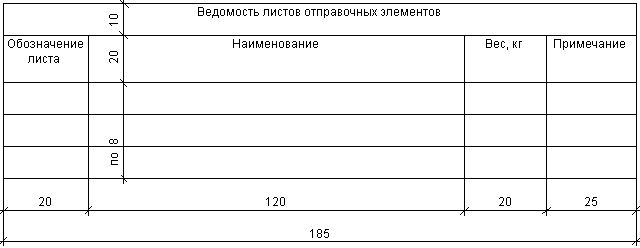 10
Ведомость листов отправочных элементов
Обозначение
листа
20
Наименование
Вес, кг
Примечание
по 8
20
120
20
25
185